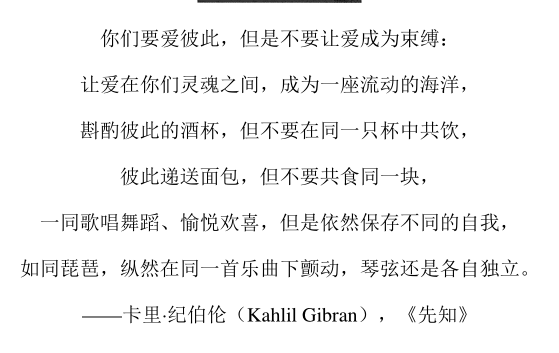 你们要爱彼此，但是不要让爱成为束缚：
让爱在你们灵魂之间，成为一座流动的海洋，
斟酌彼此的酒杯，但不要在同一只杯中共饮，
彼此递送面包，但不要共食同一块，
一同歌唱舞蹈、愉悦欢喜，但是依然保存不同的自我，
如同琵琶，纵然在同一首乐曲下颤动，琴弦还是各自独立。
——卡里·纪伯伦（Kahlil Gibran），《先知》